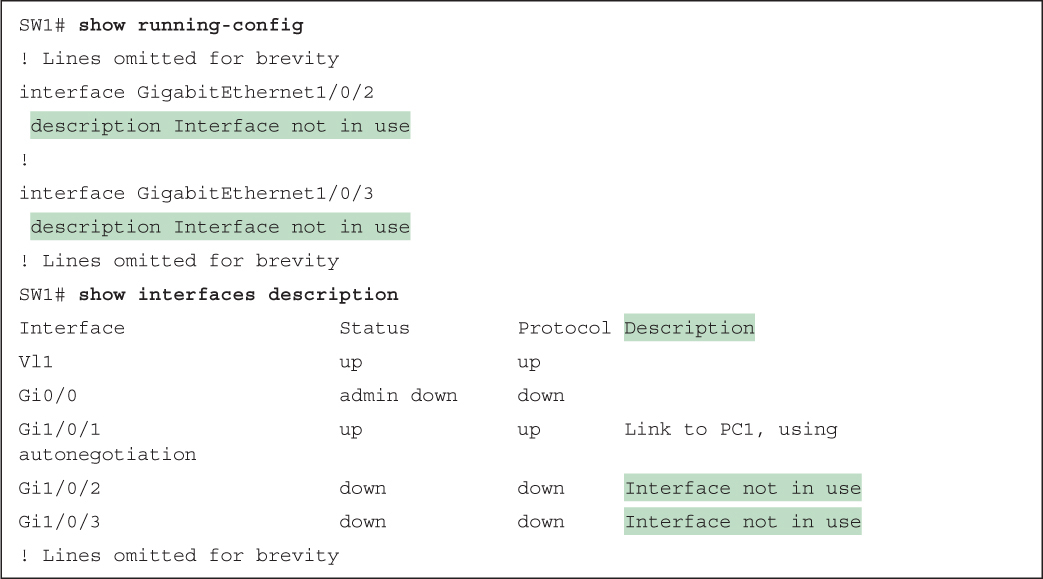 SW1# show running-config
! Lines omitted for brevity
interface GigabitEthernet1/0/2
description Interface not in use
!
interface GigabitEthernet1/0/3
description Interface not in use
! Lines omitted for brevity
SW1# show interfaces description
Interface Status Protocol Description
Vl1 up up
Gi0/0 admin down down
Gi1/0/1 up up Link to PC1, using
autonegotiation
Gi1/0/2 down down Interface not in use
Gi1/0/3 down down Interface not in use
! Lines omitted for brevity